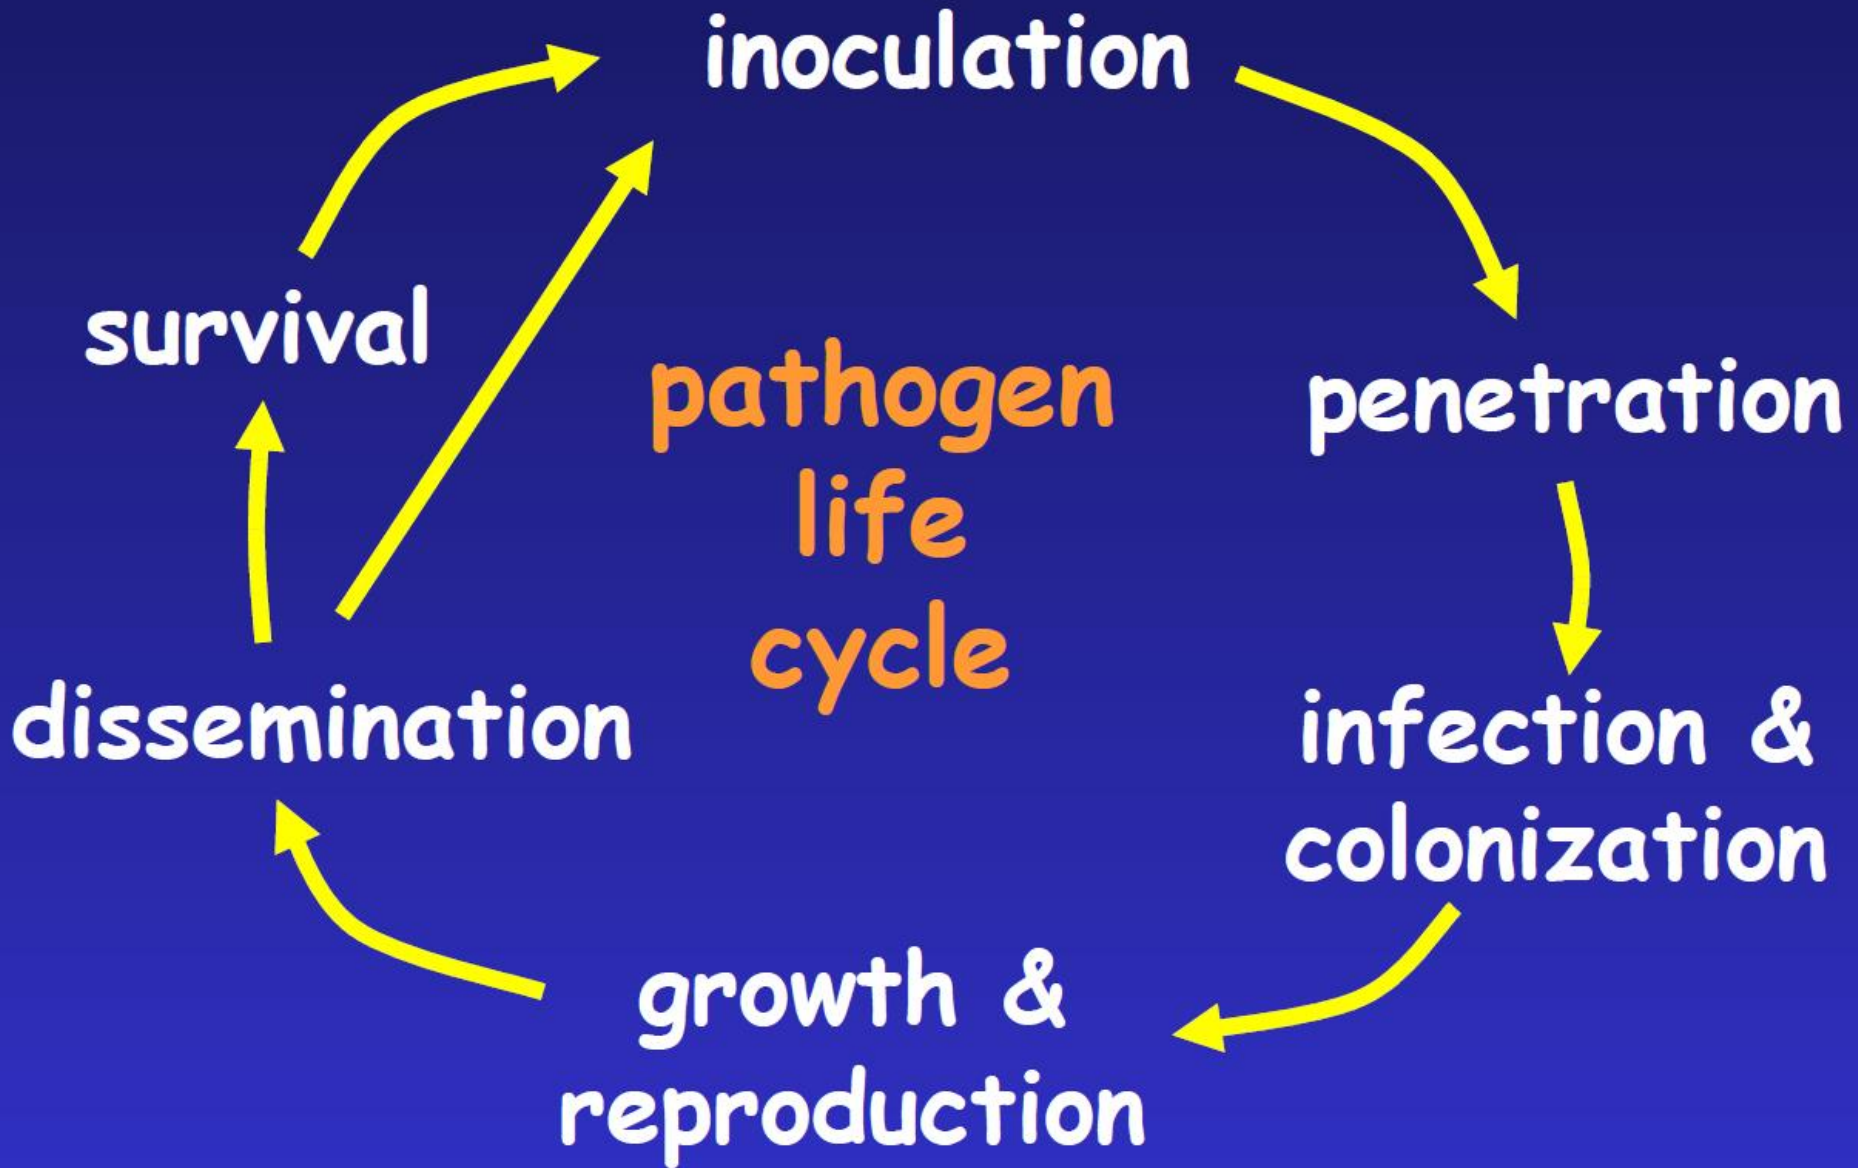 inoculation
survival
pathogen
life
cycle
penetration
dissemination
infection &
colonization
growth &
reproduction